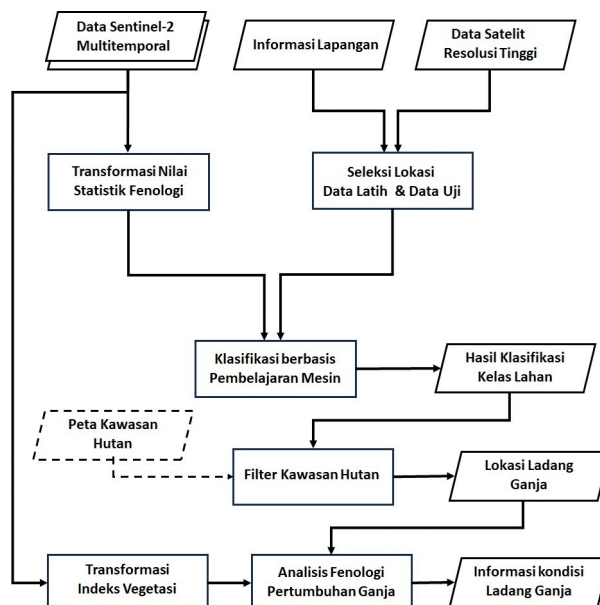 Data Sentinel-2
Multitemporal
Informasi Lapangan
Data Satelit
Resolusi Tinggi
Transformasi Nilai
Statistik Fenologi
Seleksi Lokasi
Data Latih & Data Uji
Klasifikasi berbasis
Pembelajaran Mesin
Hasil Klasifikasi
Kelas Lahan
Peta Kawasan
Hutan
Filter Kawasan Hutan
Lokasi Ladang
Ganja
Transformasi
Indeks Vegetasi
Analisis Fenologi
Pertumbuhan Ganja
Informasi kondisi
Ladang Ganja